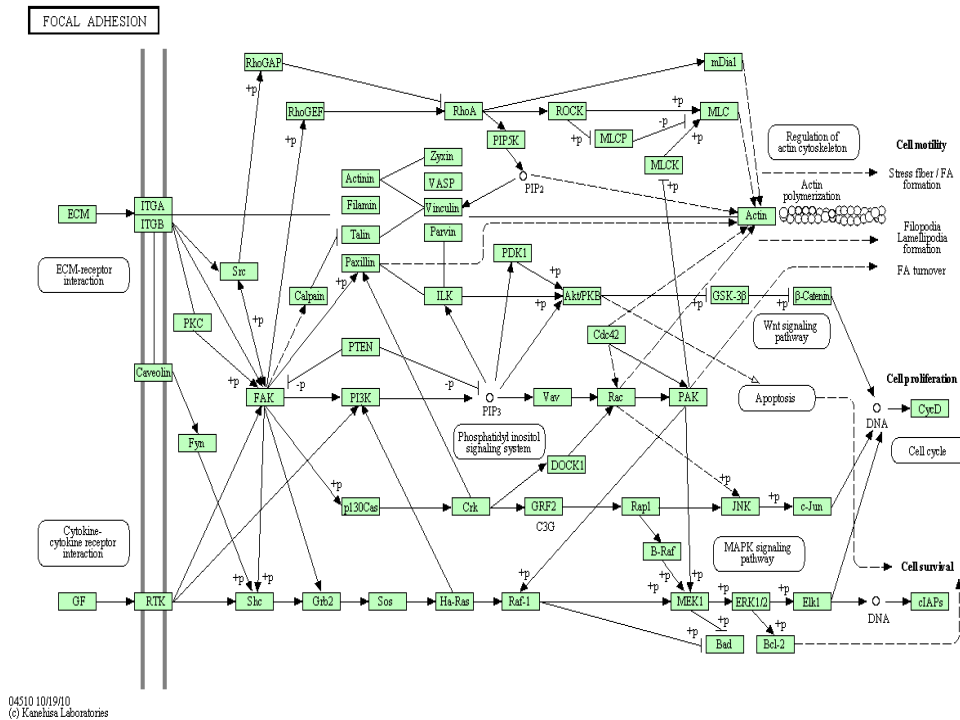 FOCAL ADHESION
RhoGAP
mDia1
+p
RhoGEF
RhoA
ROCK
+p
MLC
+p
PIP5K
+p
MLCP
-p
+p
Regulation of
actin cytoskeleton
Cell motility
Zyxin
MLCK
Actinin
VASP
PIP2
+p
Stress fiber / FA
formation
Actin
polymerization
ITGA
Filamin
Vinculin
ECM
ITGB
Actin
Talin
Parvin
Filopodia
Lamellipodia
formation
PDK1
ECM-receptor
interaction
Src
Paxillin
+p
+p
FA turnover
Calpain
ILK
+p
Akt/PKB
GSK-3β
+p
β-Catenin
PKC
+p
Cdc42
Wnt signaling
pathway
PTEN
Caveolin
+p
-p
-p
Cell proliferation
FAK
PI3K
PIP3
Vav
Rac
PAK
Apoptosis
DNA
CycD
Fyn
Phosphatidyl inositol
signaling system
Cell cycle
DOCK1
+p
+p
p130Cas
Crk
GRF2
Rap1
JNK
+p
c-Jun
C3G
Cytokine-
cytokine receptor
interaction
B-Raf
MAPK signaling
pathway
+p
+p
+p
+p
+p
Cell survival
GF
RTK
Shc
Grb2
Sos
Ha-Ras
Raf-1
MEK1
+p
ERK1/2
+p
Elk1
DNA
cIAPs
+p
+p
+p
Bad
Bcl-2
04510 10/19/10
(c) Kanehisa Laboratories